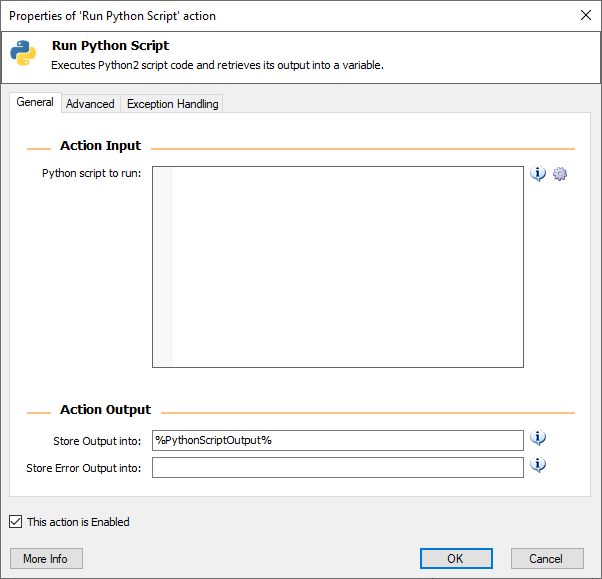 Properties of 'Run Python Script' action
Run Python Script
Executes Python2 script code and retrieves its output into a variable.
General Advanced Exception Handling
Action Input
Python script to run:
Action Output
Store Output into: %PythonScriptOutput%
Store Error Output into:
This action is Enabled
More Info OK Cancel